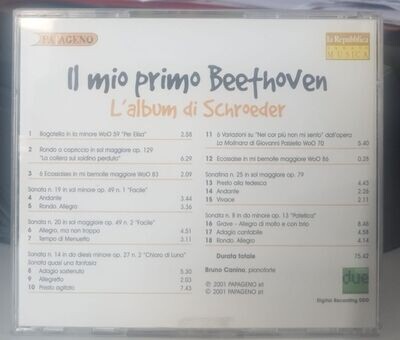 PAPAGENO
la Repubblica
MUSICA
Il mio primo Beethoven
L'album di Schroeder
1 Bagatella in la minore WoO 59 "Per Elisa" 2.58
2 Rondo a capriccio in sol maggiore op. 129
"La collera sul soldino perduto" 6.29
3 6 Ecossaises in mi bemolle maggiore WoO 83 2.09
Sonata n. 19 in sol minore op. 49 n. 1 "Facile"
4 Andante 3.44
5 Rondo. Allegro 3.36
Sonata n. 20 in sol maggiore op. 49 n. 2 "Facile"
6 Allegro, ma non troppo 4.51
7 Tempo di Menuetto 3.11
Sonata n. 14 in do diesis minore op. 27 n. 2 "Chiaro di Luna"
Sonata quasi una fantasia
8 Adagio sostenuto 5.30
9 Allegretto 2.03
10 Presto agitato 7.43
11 6 Variazioni su "Nel cor più non mi sento" dall'opera
La Molinara di Giovanni Paisiello WoO 70 5.40
12 Ecossaise in mi bemolle maggiore WoO 86 0.28
Sonatina n. 25 in sol maggiore op. 79
13 Presto alla tedesca 4.43
14 Andante 2.26
15 Vivace 2.11
Sonata n. 8 in do minore op. 13 "Patetica"
16 Grave - Allegro di molto e con brio 8.48
17 Adagio cantabile 4.58
18 Rondo. Allegro 4.14
Durata totale 75.42
Bruno Canino, pianoforte
℗ 2001 PAPAGENO srl
© 2001 PAPAGENO srl
due
Digital Recording DDD